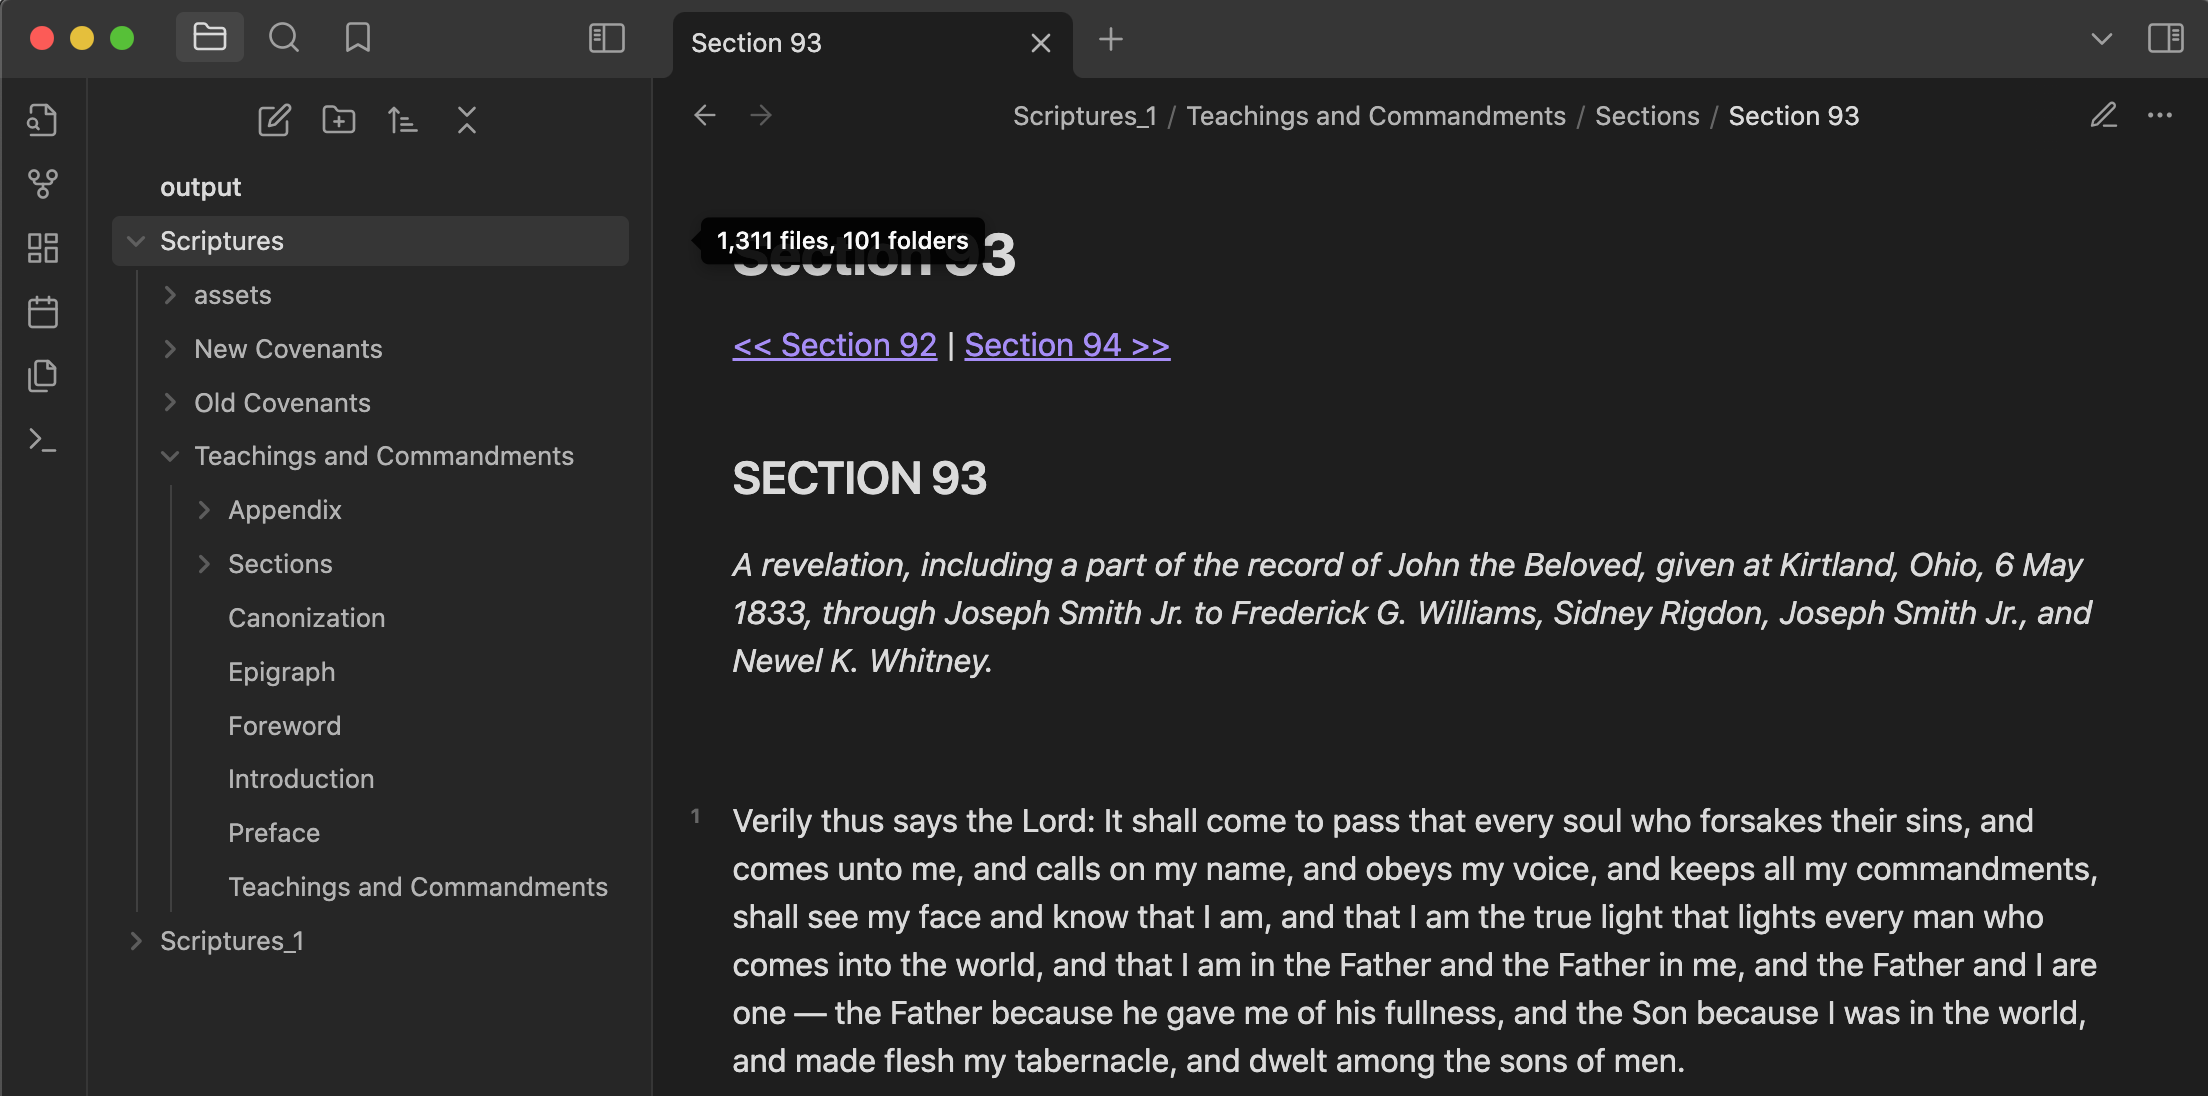 Section 93
output
Scriptures
assets
New Covenants
Old Covenants
Teachings and Commandments
Appendix
Sections
Canonization
Epigraph
Foreword
Introduction
Preface
Teachings and Commandments
Scriptures_1
Scriptures_1 / Teachings and Commandments / Sections / Section 93
1,311 files, 101 folders
Section 93
<< Section 92 | Section 94 >>
SECTION 93
A revelation, including a part of the record of John the Beloved, given at Kirtland, Ohio, 6 May
1833, through Joseph Smith Jr. to Frederick G. Williams, Sidney Rigdon, Joseph Smith Jr., and
Newel K. Whitney.
1 Verily thus says the Lord: It shall come to pass that every soul who forsakes their sins, and
comes unto me, and calls on my name, and obeys my voice, and keeps all my commandments,
shall see my face and know that I am, and that I am the true light that lights every man who
comes into the world, and that I am in the Father and the Father in me, and the Father and I are
one — the Father because he gave me of his fullness, and the Son because I was in the world,
and made flesh my tabernacle, and dwelt among the sons of men.